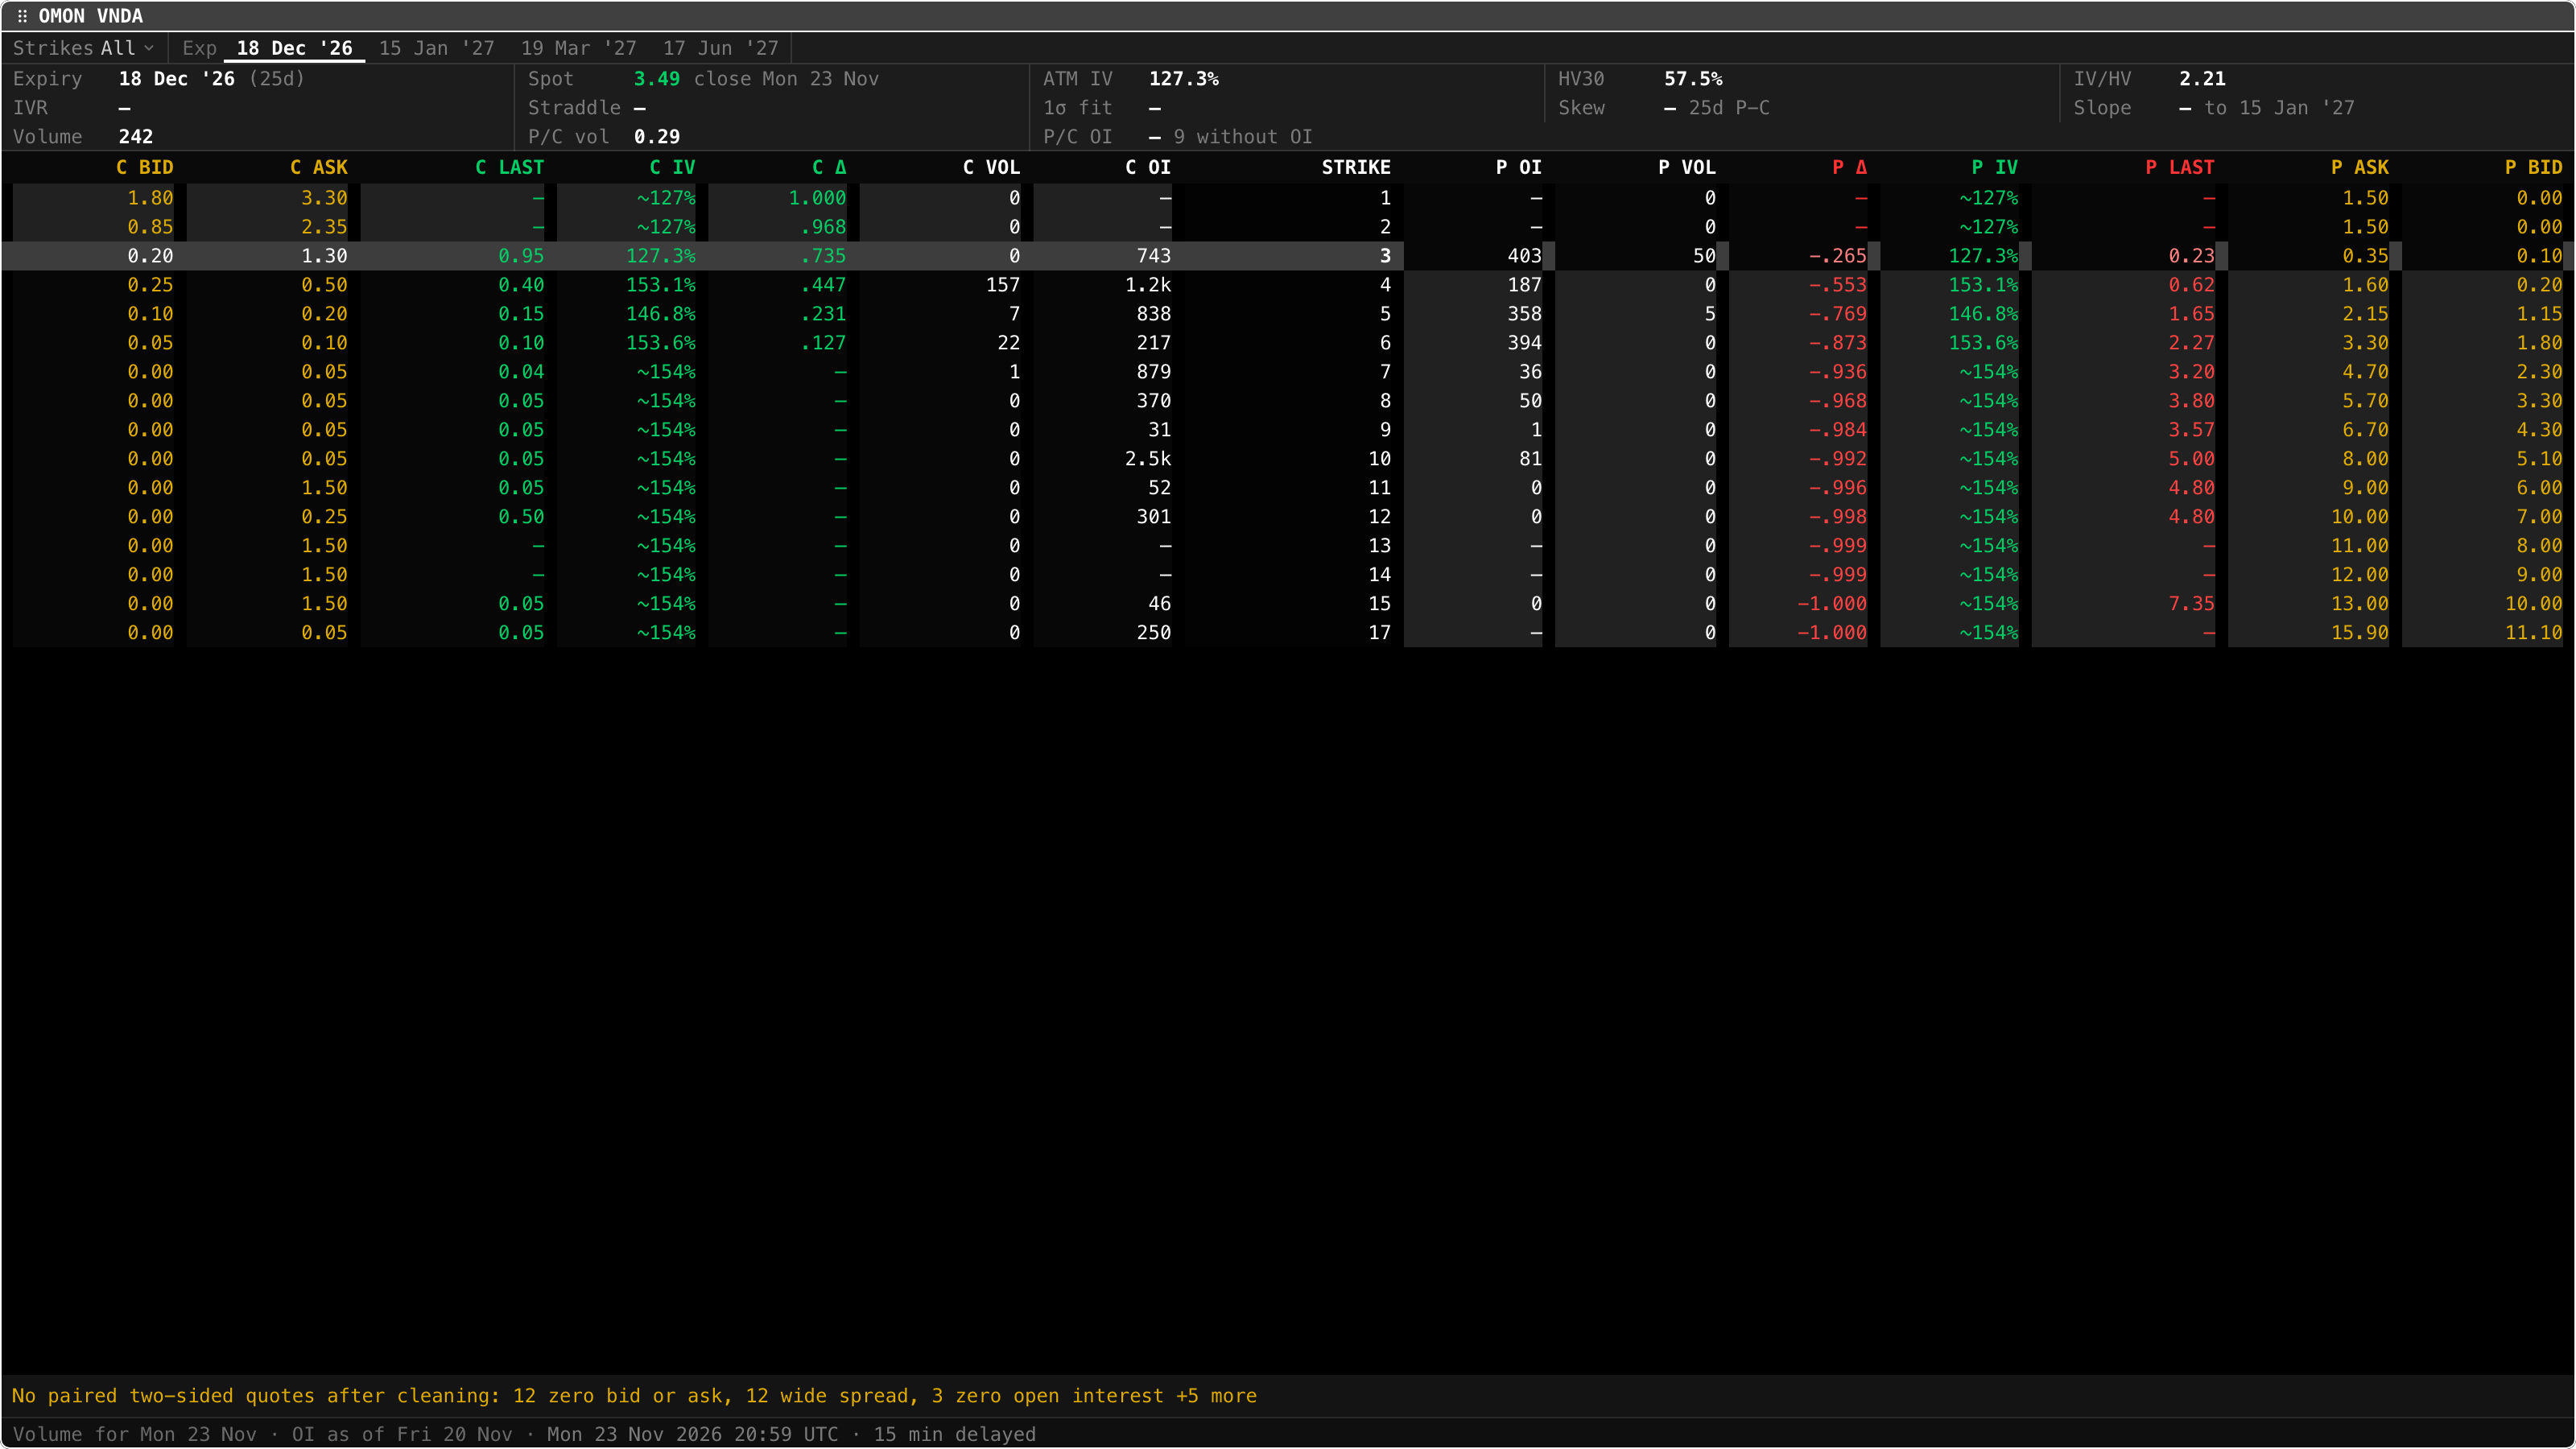 ⠿ OMON VNDA
Strikes All Exp 18 Dec '26 15 Jan '27 19 Mar '27 17 Jun '27
Expiry 18 Dec '26 (25d) Spot 3.49 close Mon 23 Nov ATM IV 127.3% HV30 57.5% IV/HV 2.21
IVR — Straddle — 1σ fit — Skew — 25d P−C Slope — to 15 Jan '27
Volume 242 P/C vol 0.29 P/C OI — 9 without OI
C BID C ASK C LAST C IV C Δ C VOL C OI STRIKE P OI P VOL P Δ P IV P LAST P ASK P BID
1.80 3.30 — ~127% 1.000 0 — 1 — 0 — ~127% — 1.50 0.00
0.85 2.35 — ~127% .968 0 — 2 — 0 — ~127% — 1.50 0.00
0.20 1.30 0.95 127.3% .735 0 743 3 403 50 −.265 127.3% 0.23 0.35 0.10
0.25 0.50 0.40 153.1% .447 157 1.2k 4 187 0 −.553 153.1% 0.62 1.60 0.20
0.10 0.20 0.15 146.8% .231 7 838 5 358 5 −.769 146.8% 1.65 2.15 1.15
0.05 0.10 0.10 153.6% .127 22 217 6 394 0 −.873 153.6% 2.27 3.30 1.80
0.00 0.05 0.04 ~154% — 1 879 7 36 0 −.936 ~154% 3.20 4.70 2.30
0.00 0.05 0.05 ~154% — 0 370 8 50 0 −.968 ~154% 3.80 5.70 3.30
0.00 0.05 0.05 ~154% — 0 31 9 1 0 −.984 ~154% 3.57 6.70 4.30
0.00 0.05 0.05 ~154% — 0 2.5k 10 81 0 −.992 ~154% 5.00 8.00 5.10
0.00 1.50 0.05 ~154% — 0 52 11 0 0 −.996 ~154% 4.80 9.00 6.00
0.00 0.25 0.50 ~154% — 0 301 12 0 0 −.998 ~154% 4.80 10.00 7.00
0.00 1.50 — ~154% — 0 — 13 — 0 −.999 ~154% — 11.00 8.00
0.00 1.50 — ~154% — 0 — 14 — 0 −.999 ~154% — 12.00 9.00
0.00 1.50 0.05 ~154% — 0 46 15 0 0 −1.000 ~154% 7.35 13.00 10.00
0.00 0.05 0.05 ~154% — 0 250 17 — 0 −1.000 ~154% — 15.90 11.10
No paired two-sided quotes after cleaning: 12 zero bid or ask, 12 wide spread, 3 zero open interest +5 more
Volume for Mon 23 Nov · OI as of Fri 20 Nov · Mon 23 Nov 2026 20:59 UTC · 15 min delayed